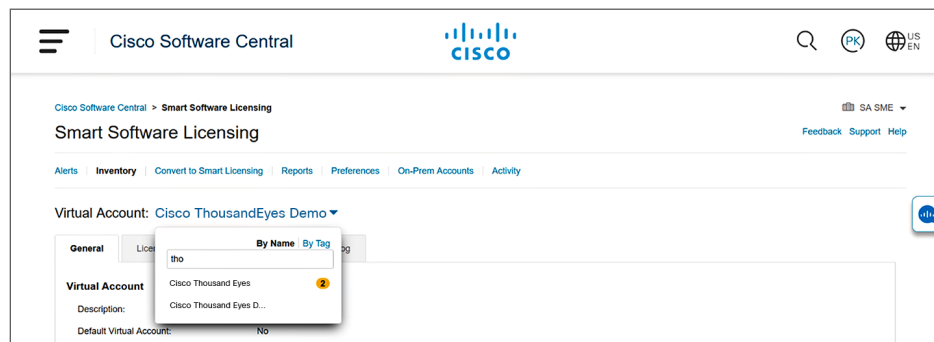 Cisco Software Central
CISCO
PK
US
EN
Cisco Software Central > Smart Software Licensing
SA SME
Smart Software Licensing
Feedback Support Help
Alerts Inventory Convert to Smart Licensing Reports Preferences On-Prem Accounts Activity
Virtual Account: Cisco ThousandEyes Demo
General Licen og
By Name By Tag
tho
Cisco Thousand Eyes 2
Cisco Thousand Eyes D...
Virtual Account
Description:
Default Virtual Account: No